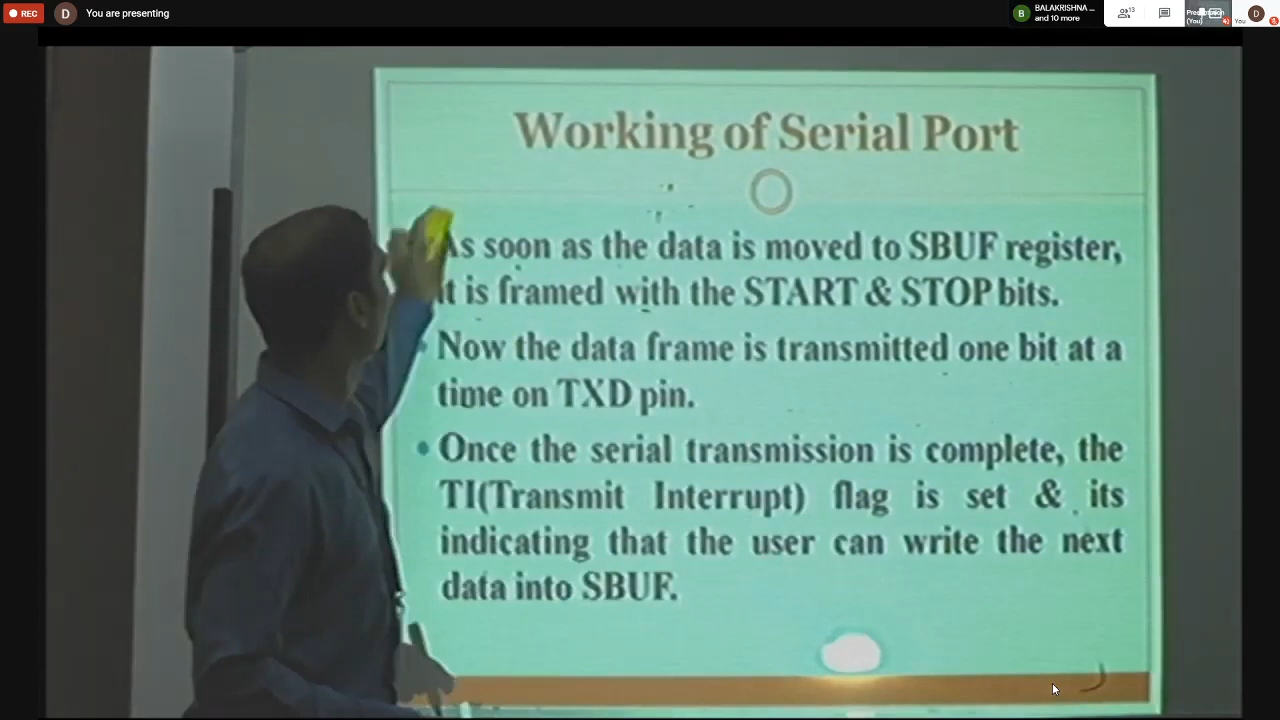 REC
D
You are presenting
B
BALAKRISHNA ...
and 10 more
13
(You)
You
D
Working of Serial Port
As soon as the data is moved to SBUF register,
it is framed with the START & STOP bits.
Now the data frame is transmitted one bit at a
time on TXD pin.
• Once the serial transmission is complete, the
TI(Transmit Interrupt) flag is set & its
indicating that the user can write the next
data into SBUF.